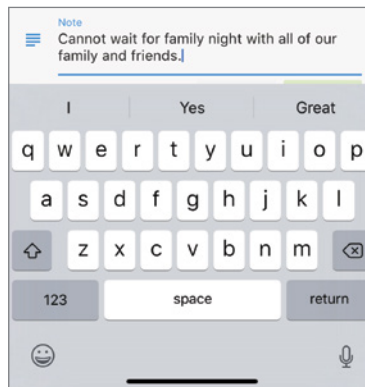 Note
Cannot wait for family night with all of our
family and friends.
I Yes Great
q w e r t y u i o p
a s d f g h j k l
z x c v b n m
123 space return